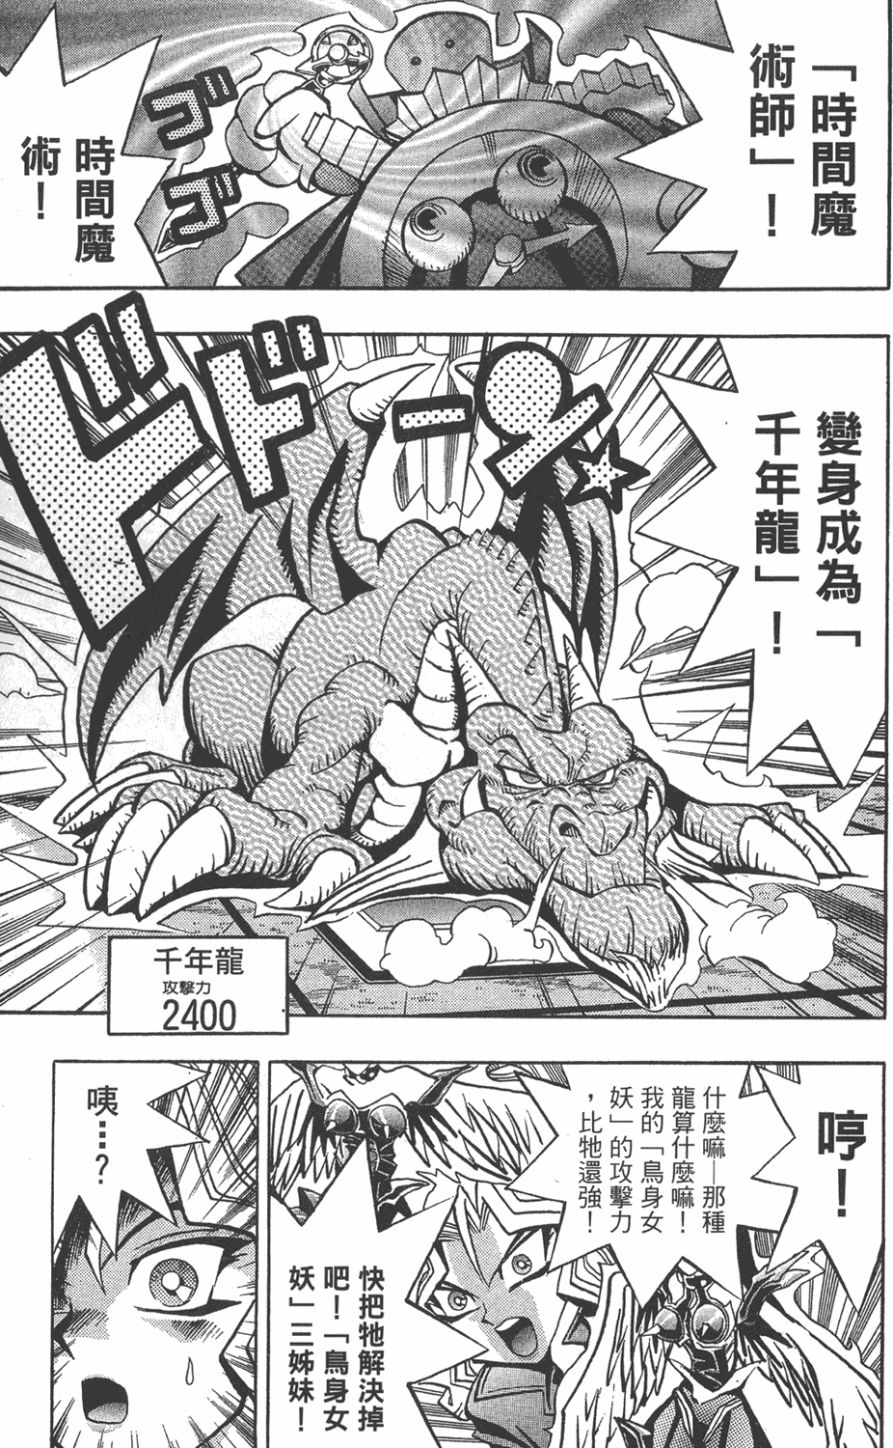 「時間魔
術師」！
時間魔
術！
ゴゴ
變身成為「
千年龍」！
ドドーン
千年龍
攻擊力
2400
哼！
什麼嘛—那種
龍算什麼嘛！
我的「鳥身女
妖」的攻擊力
，比牠還強！
快把牠解決掉
吧！「鳥身女
妖」三姊妹！
咦…？